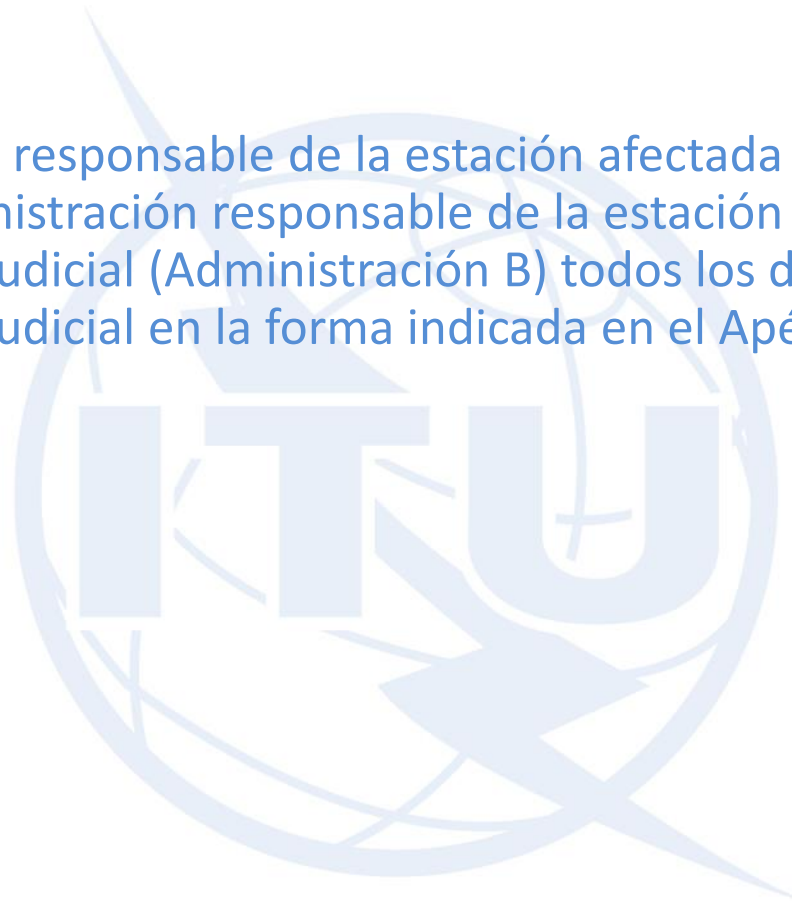 responsable de la estación afectada
nistración responsable de la estación
udicial (Administración B) todos los d
udicial en la forma indicada en el Apé
ITU